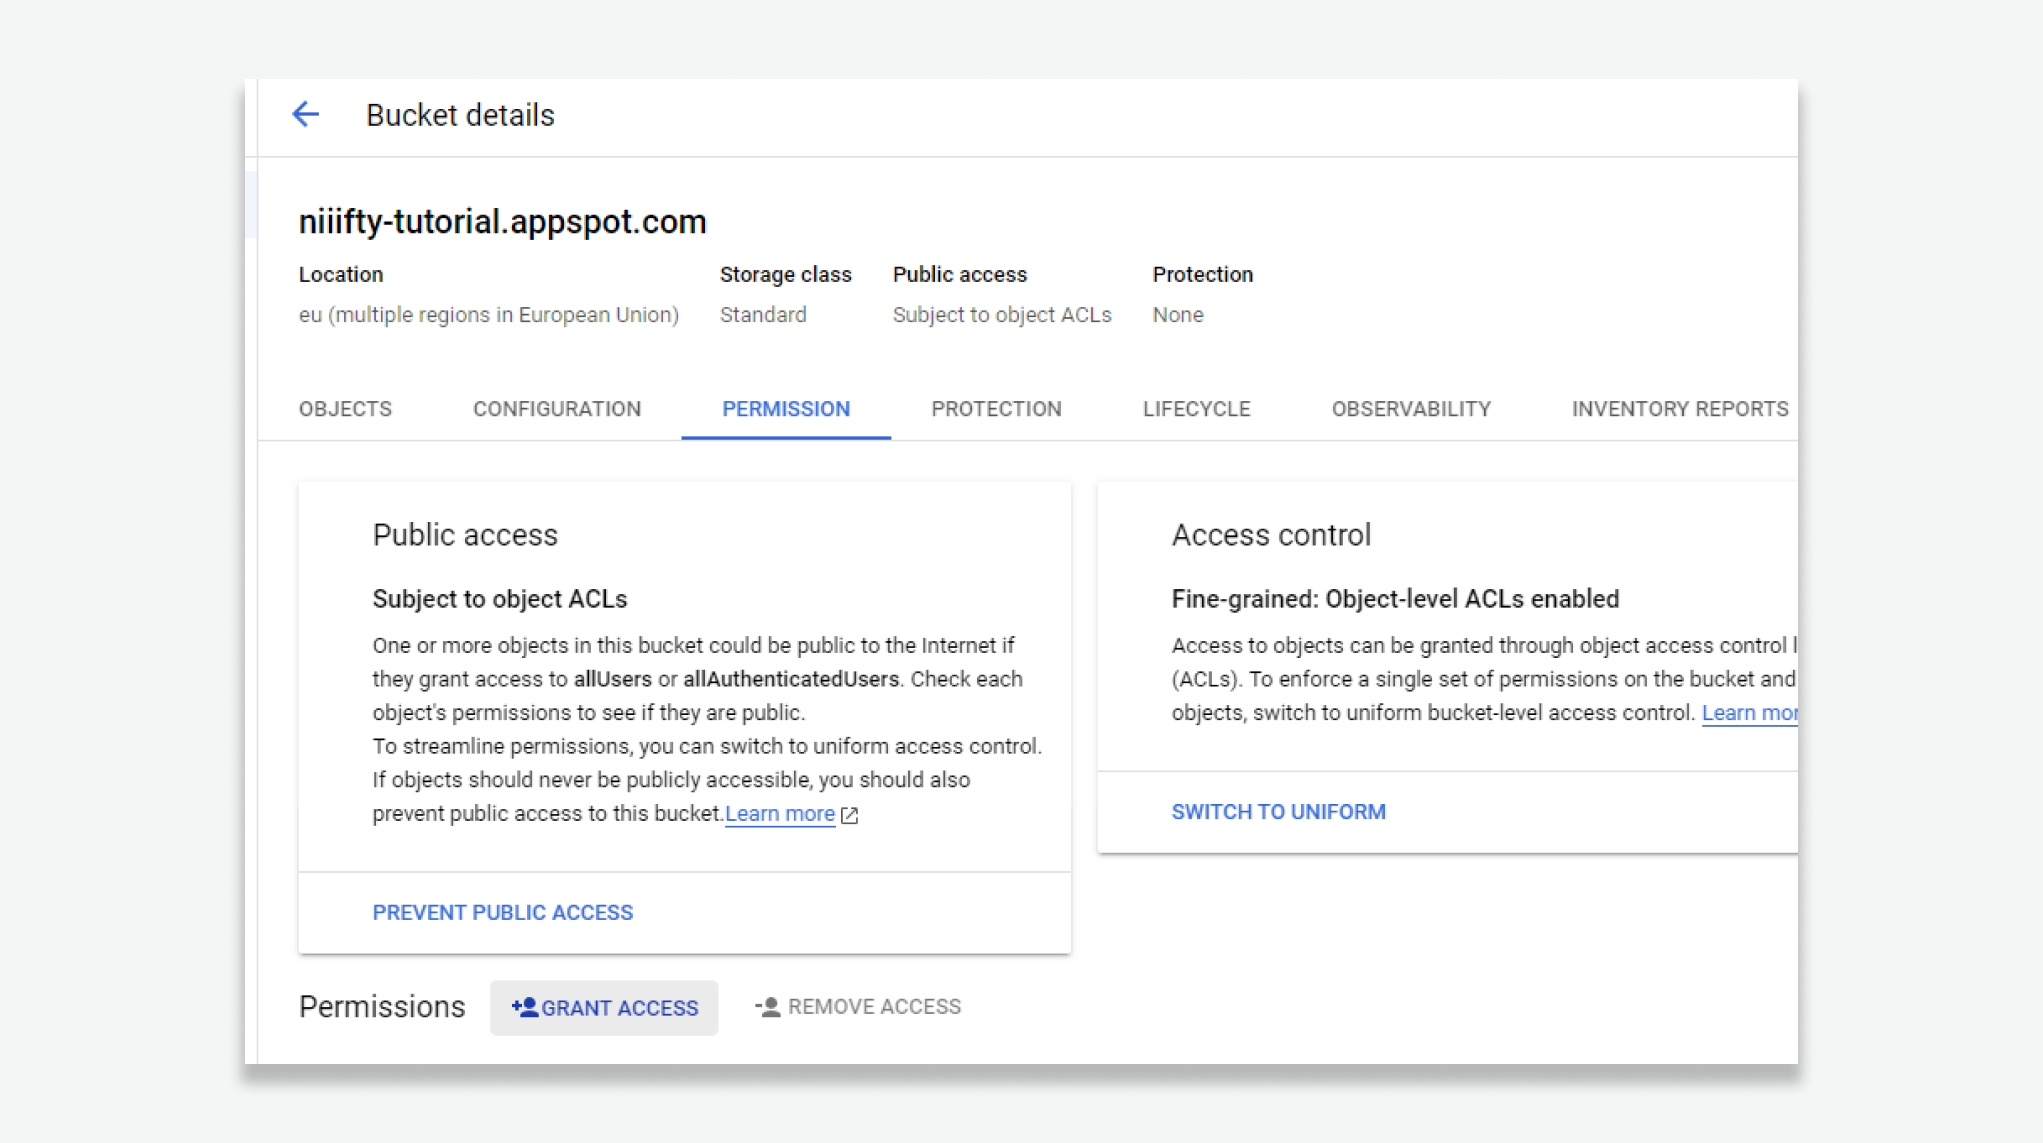 Bucket details
niiifty-tutorial.appspot.com
Location Storage class Public access Protection
eu (multiple regions in European Union) Standard Subject to object ACLs None
OBJECTS CONFIGURATION PERMISSION PROTECTION LIFECYCLE OBSERVABILITY INVENTORY REPORTS
Public access
Subject to object ACLs
One or more objects in this bucket could be public to the Internet if
they grant access to allUsers or allAuthenticatedUsers. Check each
object's permissions to see if they are public.
To streamline permissions, you can switch to uniform access control.
If objects should never be publicly accessible, you should also
prevent public access to this bucket.Learn more
PREVENT PUBLIC ACCESS
Access control
Fine-grained: Object-level ACLs enabled
Access to objects can be granted through object access control
(ACLs). To enforce a single set of permissions on the bucket and
objects, switch to uniform bucket-level access control. Learn
SWITCH TO UNIFORM
Permissions GRANT ACCESS REMOVE ACCESS